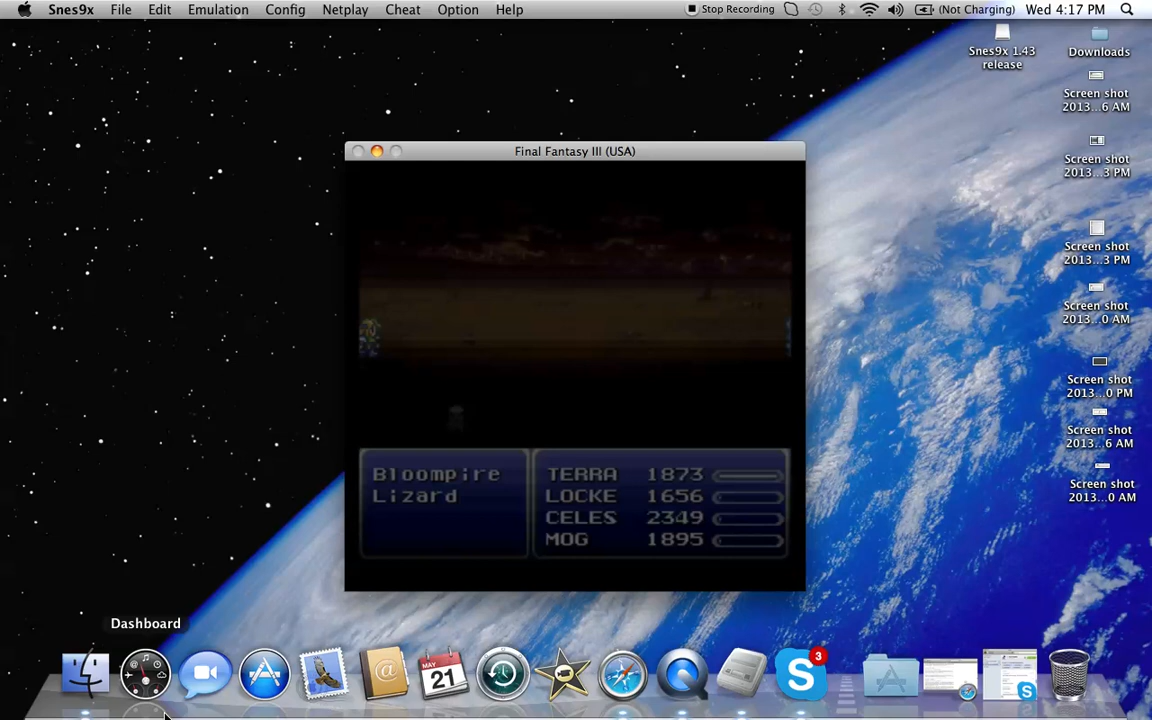 Snes9x File Edit Emulation Config Netplay Cheat Option Help Stop Recording (Not Charging) Wed 4:17 PM
Snes9x 1.43
release
Downloads
Screen shot
2013...6 AM
Screen shot
2013...3 PM
Screen shot
2013...3 PM
Screen shot
2013...0 AM
Screen shot
2013...0 PM
Screen shot
2013...6 AM
Screen shot
2013...0 AM
Final Fantasy III (USA)
Bloompire
Lizard
TERRA 1873
LOCKE 1656
CELES 2349
MOG 1895
Dashboard
MAY
21
S
3
S